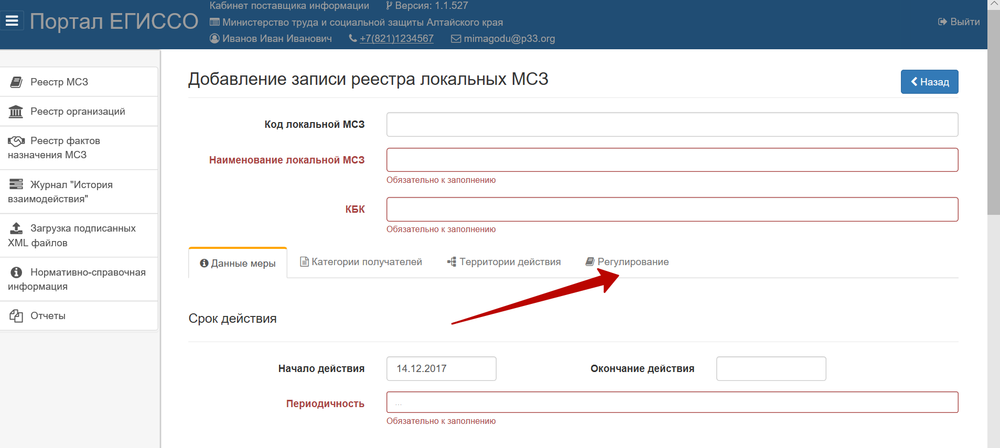 Кабинет поставщика информации Версия: 1.1.527
Портал ЕГИССО
Министерство труда и социальной защиты Алтайского края
Выйти
Иванов Иван Иванович +7(821)1234567 mimagodu@p33.org
Реестр МСЗ
Реестр организаций
Реестр фактов
назначения МСЗ
Журнал "История
взаимодействия"
Загрузка подписанных
XML файлов
Нормативно-справочная
информация
Отчеты
Добавление записи реестра локальных МСЗ
Назад
Код локальной МСЗ
Наименование локальной МСЗ
Обязательно к заполнению
КБК
Обязательно к заполнению
Данные меры Категории получателей Территории действия Регулирование
Срок действия
Начало действия 14.12.2017 Окончание действия
Периодичность ...
Обязательно к заполнению